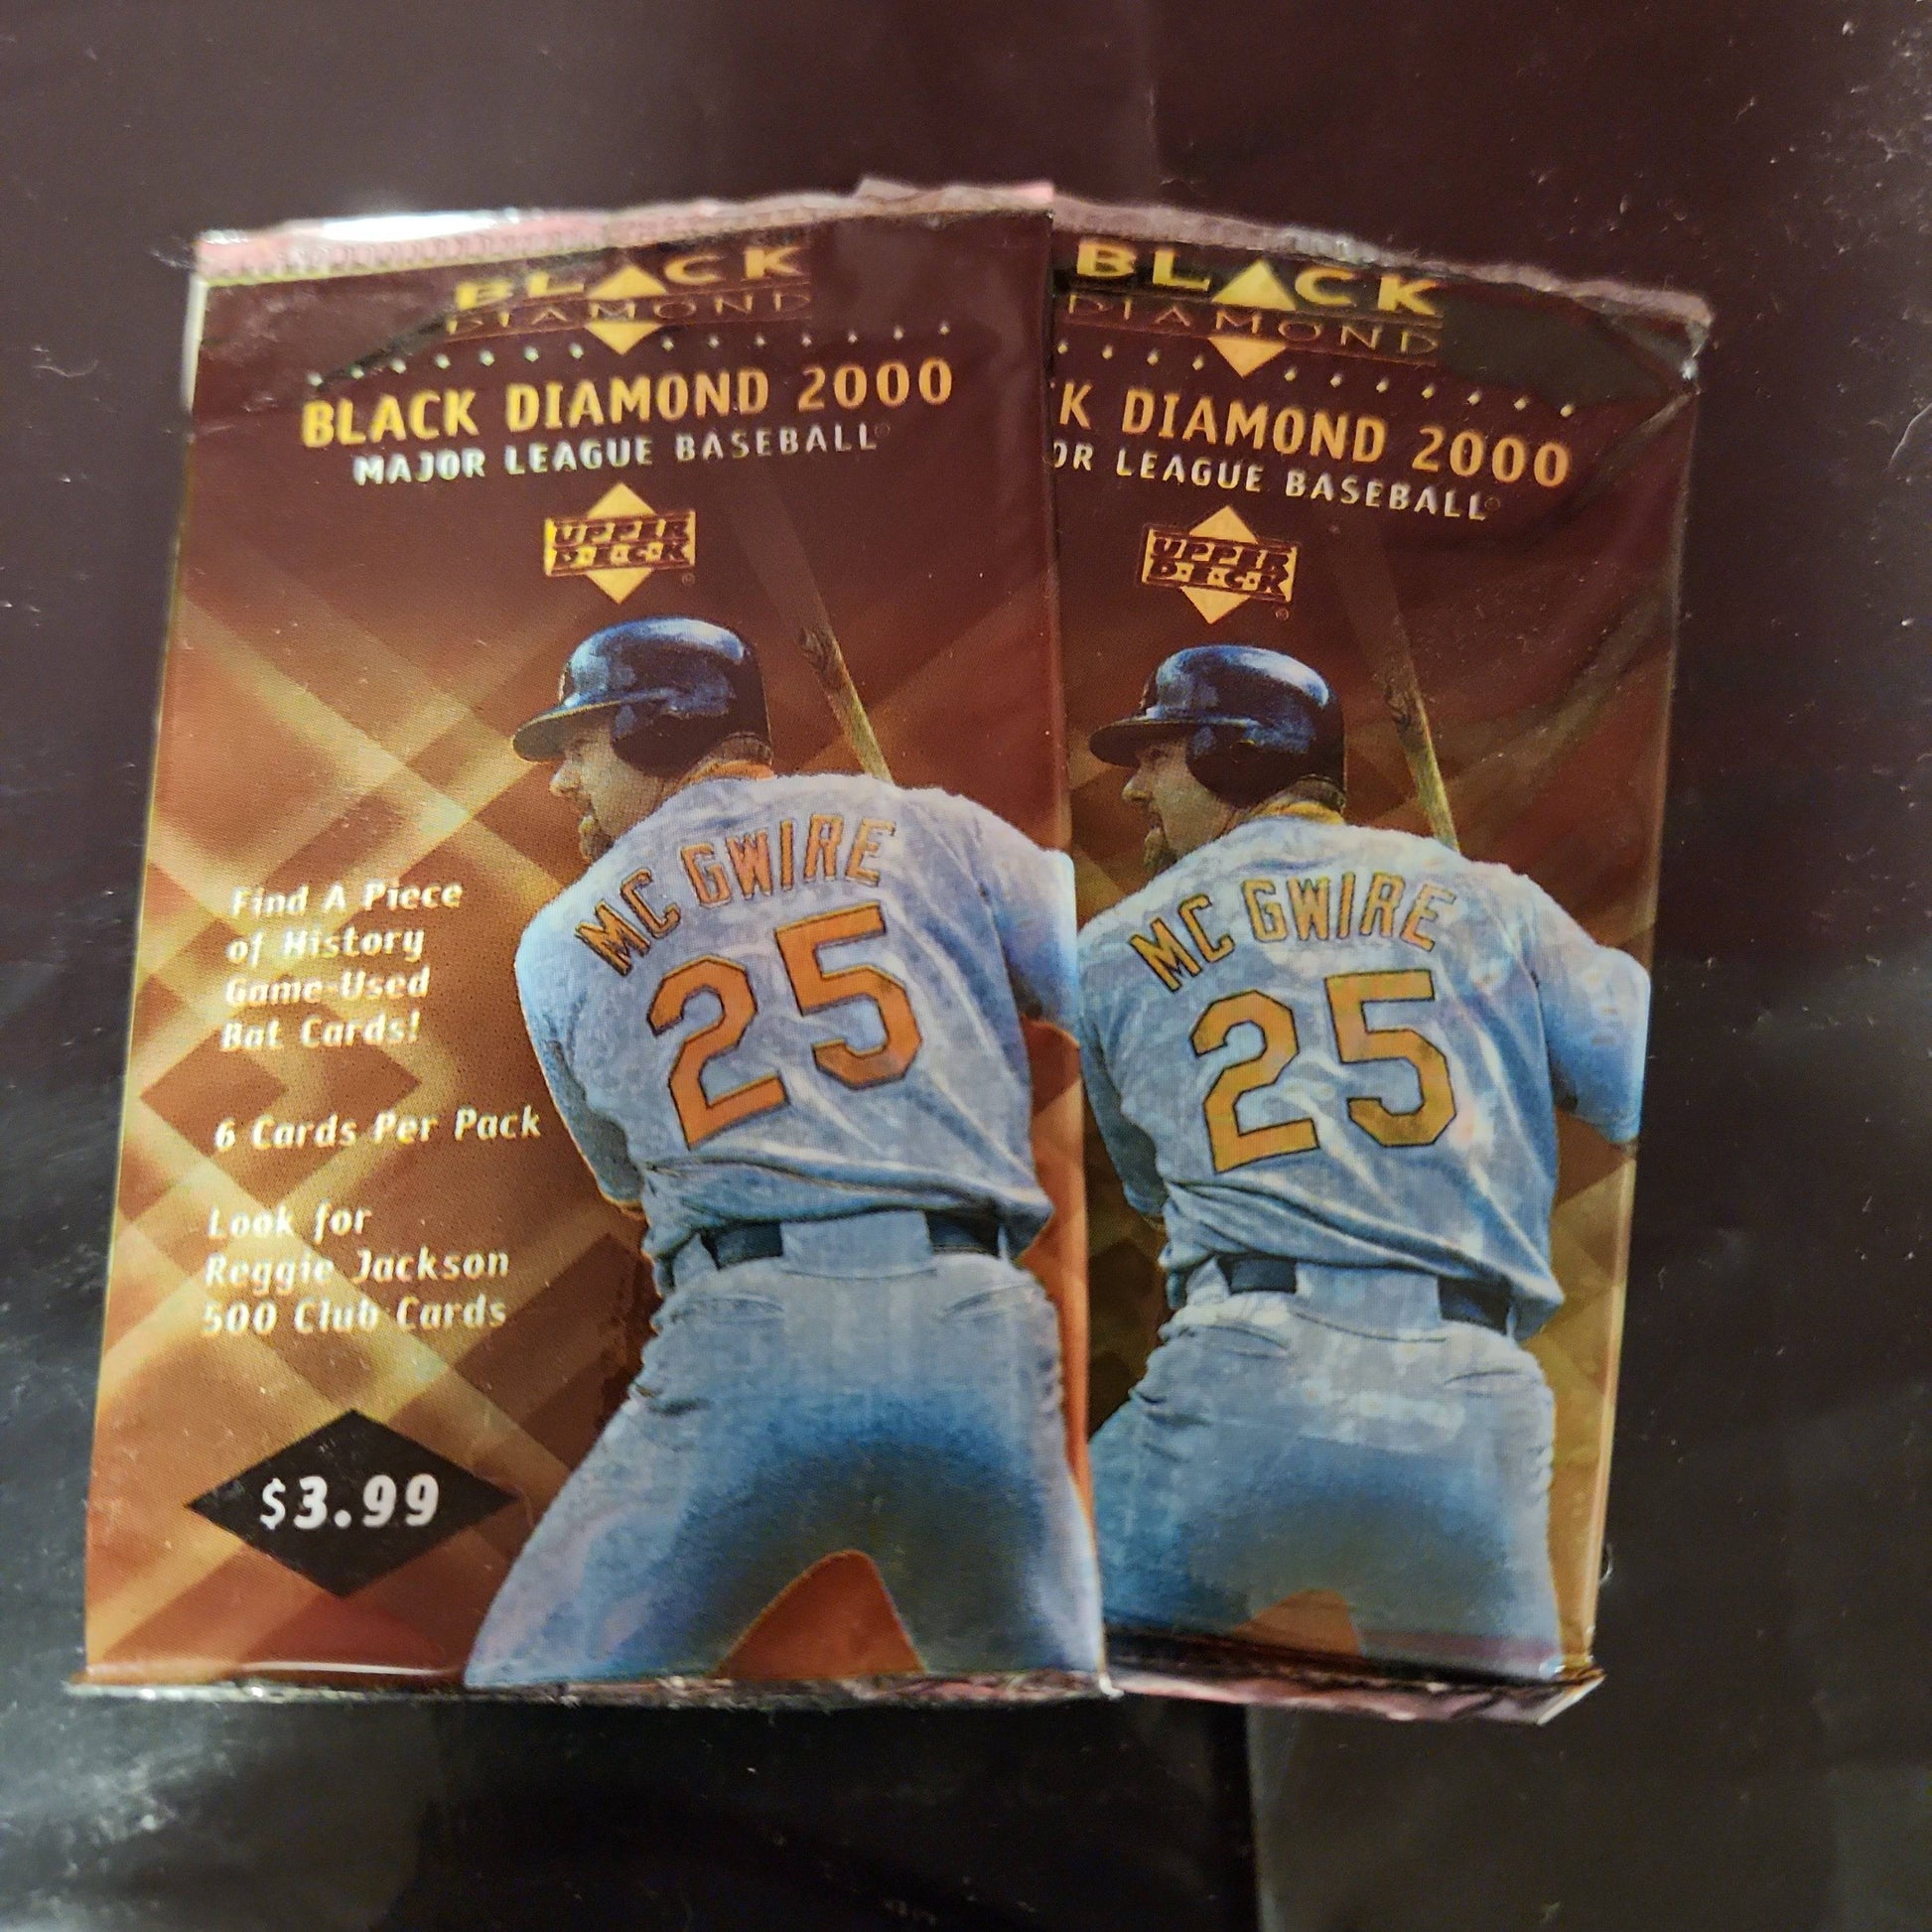 BLACK
DIAMOND
BLACK DIAMOND 2000
MAJOR LEAGUE BASEBALL®
UPPER
DECK®
MC GWIRE
25
Find A Piece
of History
Game-Used
Bat Cards!
6 Cards Per Pack
Look for
Reggie Jackson
500 Club Cards
$3.99
BLACK
DIAMOND
K DIAMOND 2000
OR LEAGUE BASEBALL®
UPPER
DECK®
MC GWIRE
25